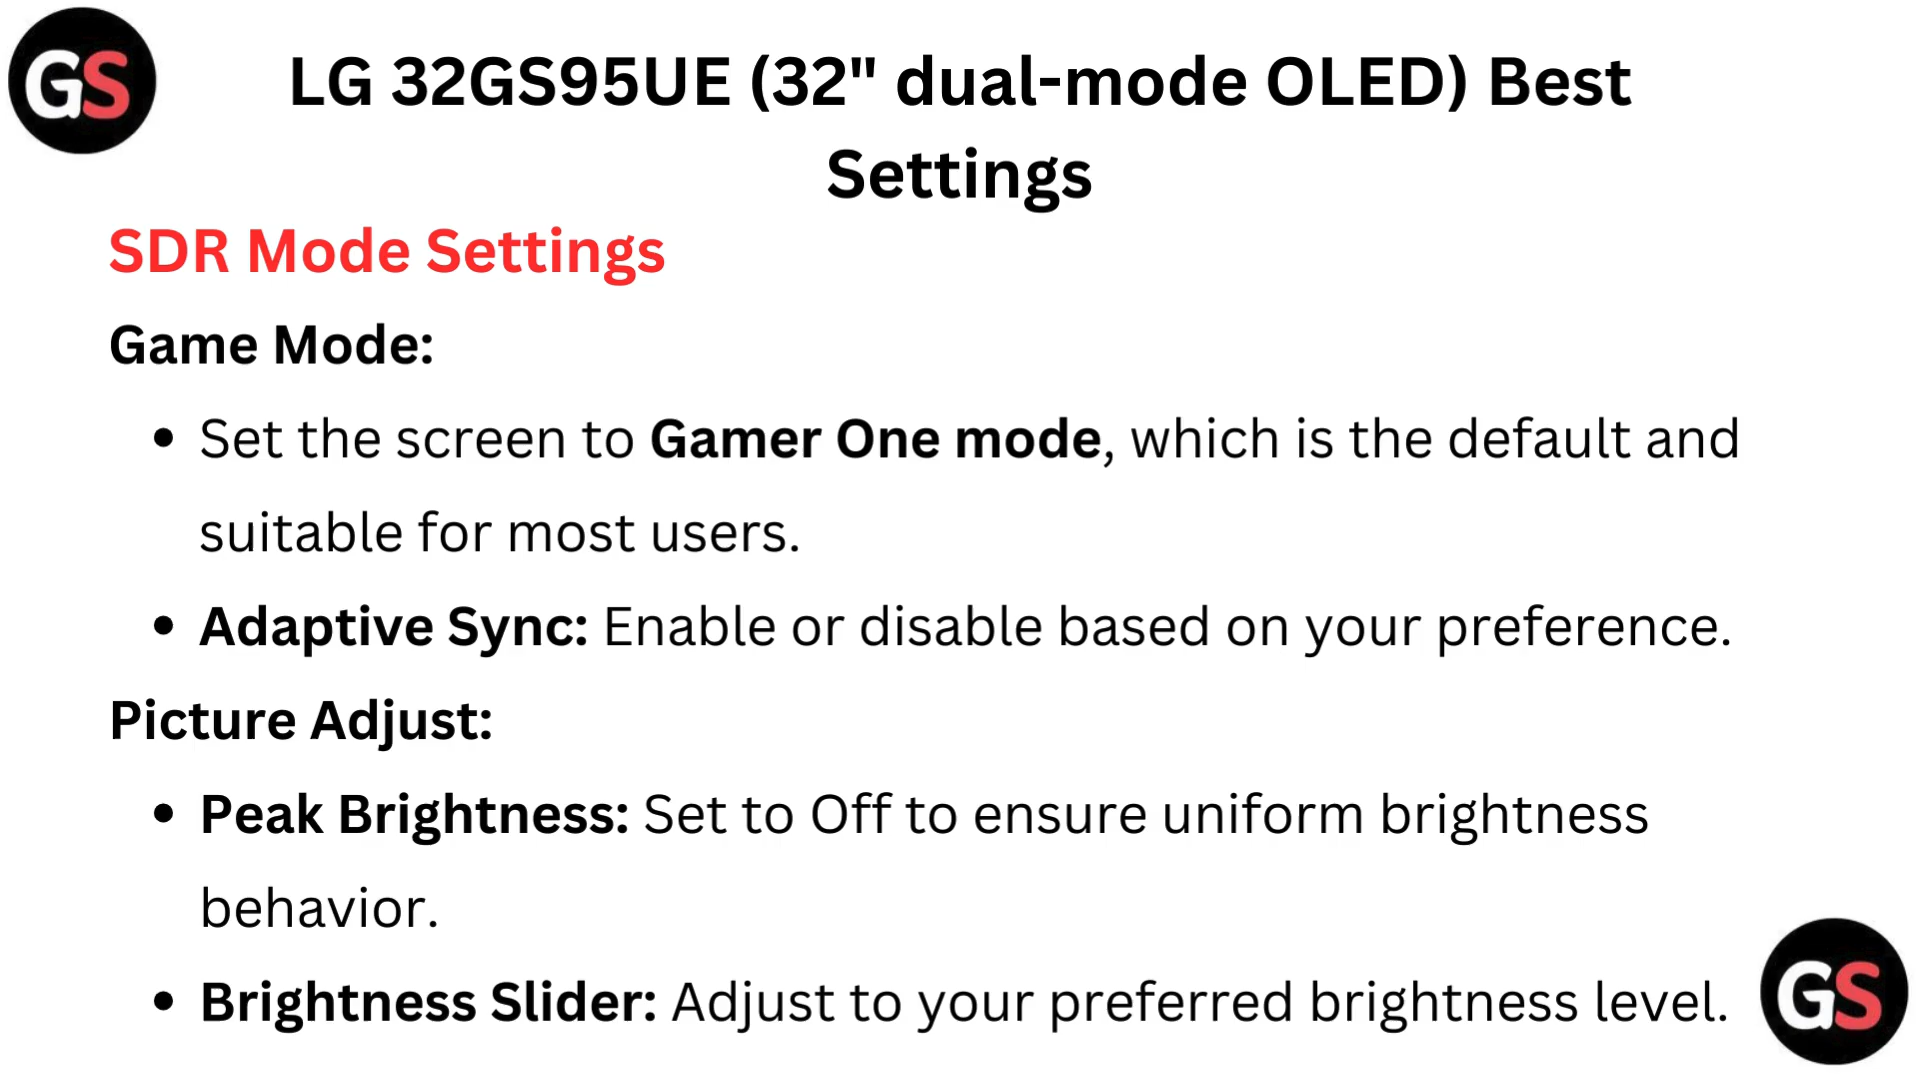 GS
LG 32GS95UE (32" dual-mode OLED) Best
Settings
SDR Mode Settings
Game Mode:
• Set the screen to Gamer One mode, which is the default and
suitable for most users.
• Adaptive Sync: Enable or disable based on your preference.
Picture Adjust:
• Peak Brightness: Set to Off to ensure uniform brightness
behavior.
• Brightness Slider: Adjust to your preferred brightness level.
GS